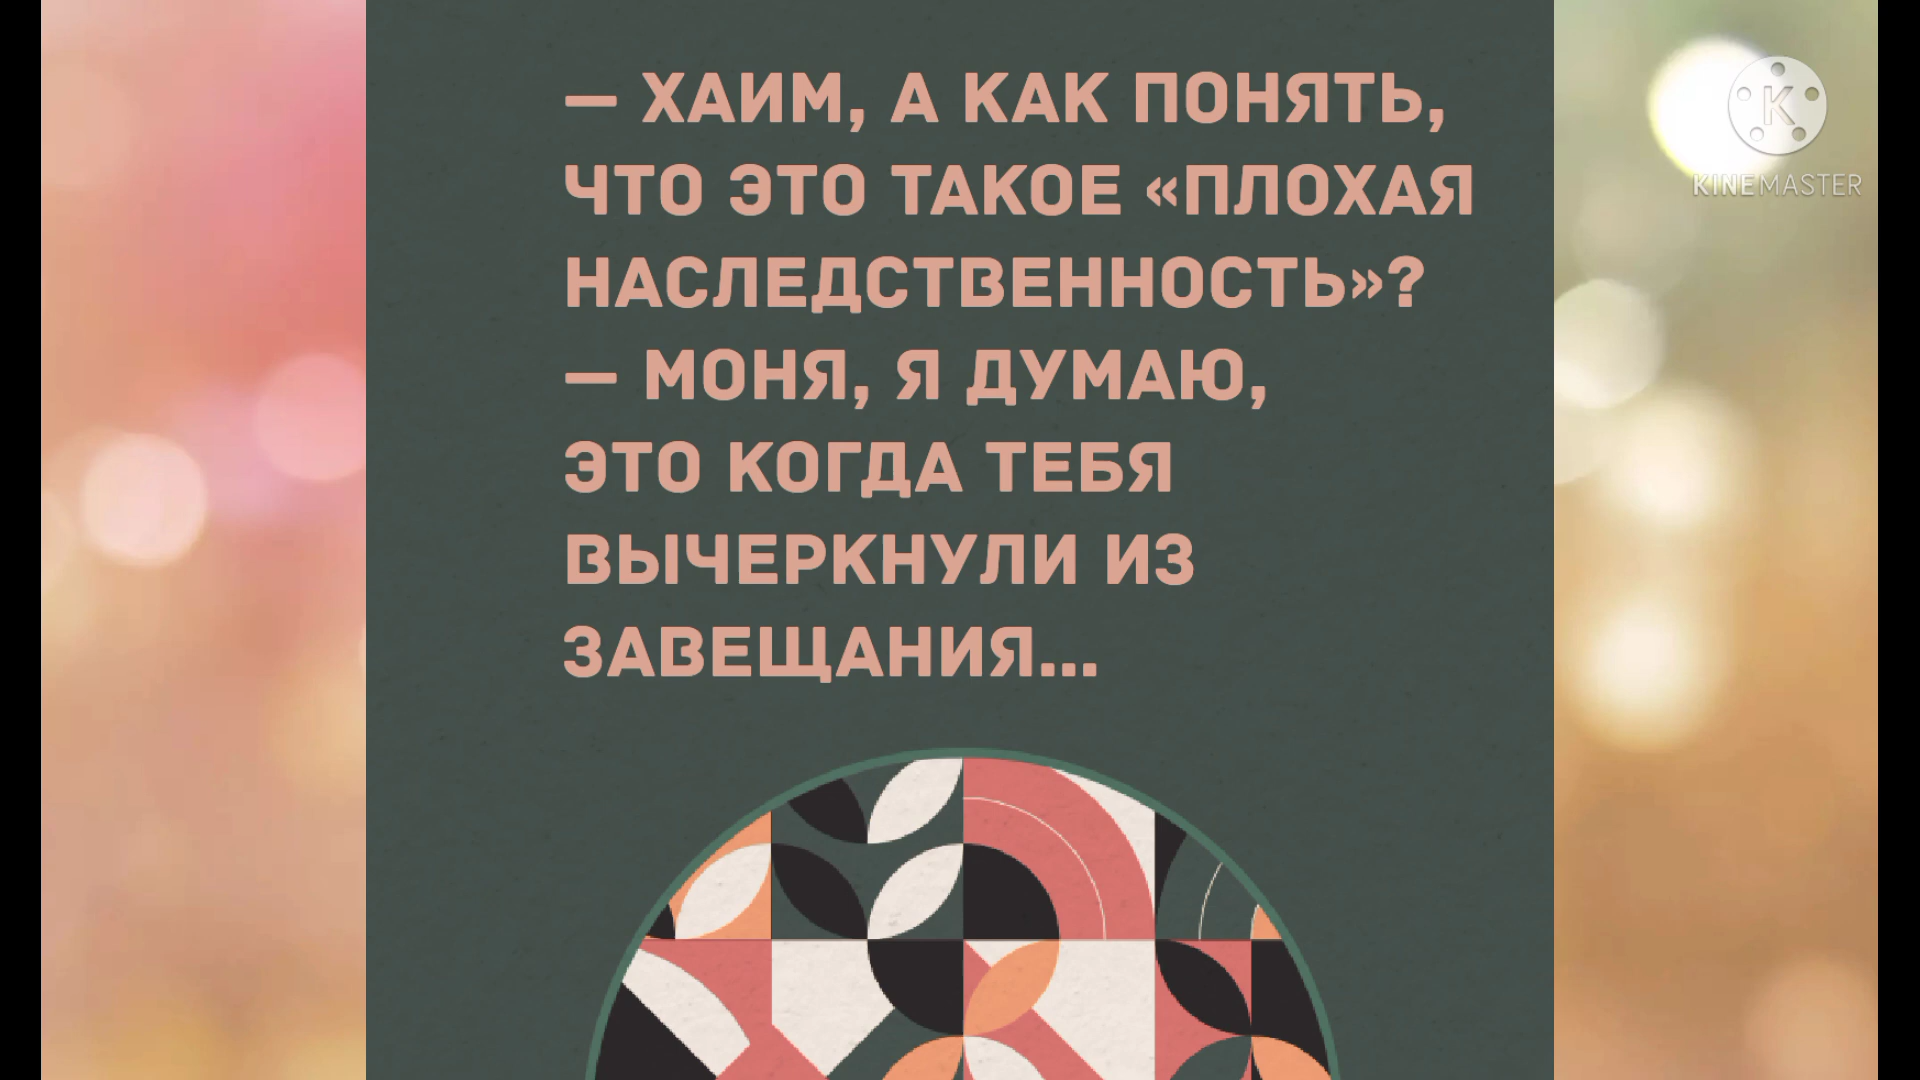 — ХАИМ, А КАК ПОНЯТЬ,
ЧТО ЭТО ТАКОЕ «ПЛОХАЯ
НАСЛЕДСТВЕННОСТЬ»?
— МОНЯ, Я ДУМАЮ,
ЭТО КОГДА ТЕБЯ
ВЫЧЕРКНУЛИ ИЗ
ЗАВЕЩАНИЯ...
K
KINEMASTER